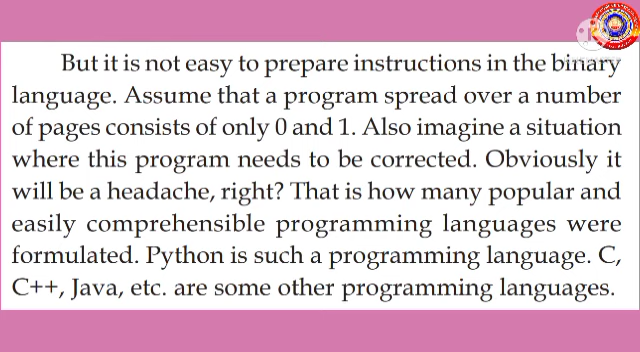 But it is not easy to prepare instructions in the binary
language. Assume that a program spread over a number
of pages consists of only 0 and 1. Also imagine a situation
where this program needs to be corrected. Obviously it
will be a headache, right? That is how many popular and
easily comprehensible programming languages were
formulated. Python is such a programming language. C,
C++, Java, etc. are some other programming languages.